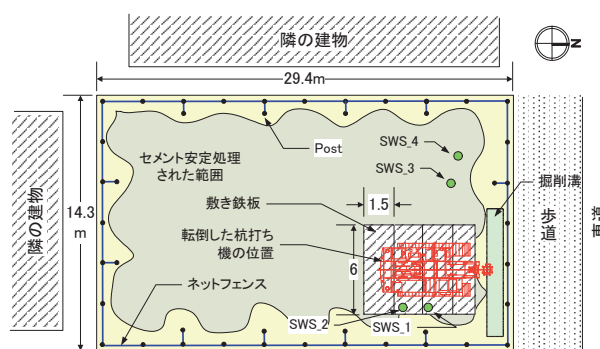 隣の建物
N
29.4m
SWS_4
Post
セメント安定処理
された範囲
SWS_3
掘削溝
敷き鉄板
1.5
隣の建物
14.3
m
転倒した杭打ち
機の位置
歩道
6
ネットフェンス
SWS_2
SWS_1